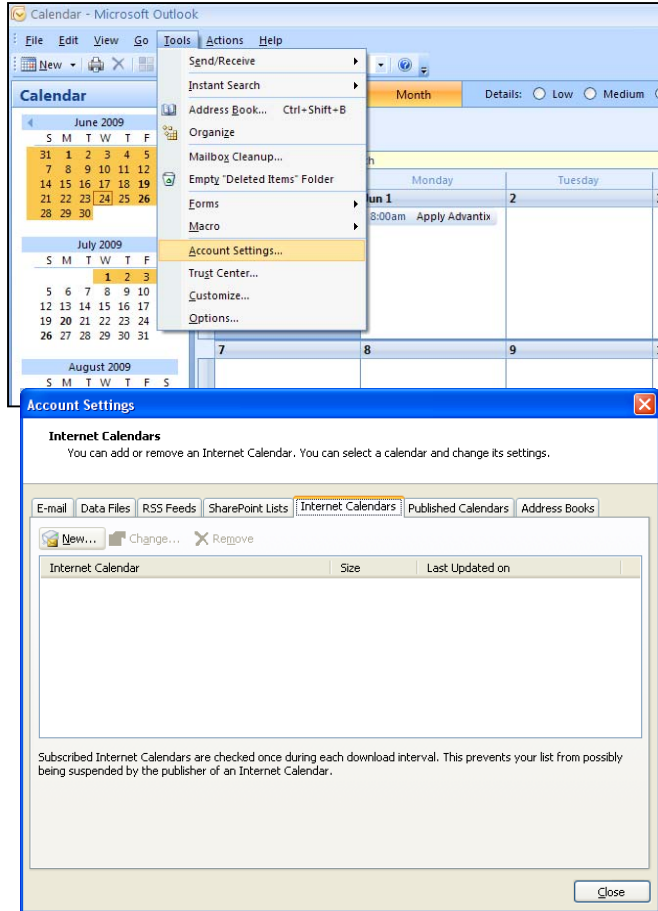 Calendar - Microsoft Outlook
File Edit View Go Tools Actions Help
New
Send/Receive
Instant Search
Address Book... Ctrl+Shift+B
Organize
Mailbox Cleanup...
Empty "Deleted Items" Folder
Forms
Macro
Account Settings...
Trust Center...
Customize...
Options...
Calendar
Month Details: Low Medium
June 2009
S M T W T F
31 1 2 3 4 5
7 8 9 10 11 12
14 15 16 17 18 19
21 22 23 24 25 26
28 29 30
July 2009
S M T W T F
1 2 3
5 6 7 8 9 10
12 13 14 15 16 17
19 20 21 22 23 24
26 27 28 29 30 31
August 2009
S M T W T F S
Monday Tuesday
Jun 1 2
8:00am Apply Advantix
7 8 9
Account Settings
Internet Calendars
You can add or remove an Internet Calendar. You can select a calendar and change its settings.
E-mail Data Files RSS Feeds SharePoint Lists Internet Calendars Published Calendars Address Books
New... Change... Remove
Internet Calendar Size Last Updated on
Subscribed Internet Calendars are checked once during each download interval. This prevents your list from possibly
being suspended by the publisher of an Internet Calendar.
Close